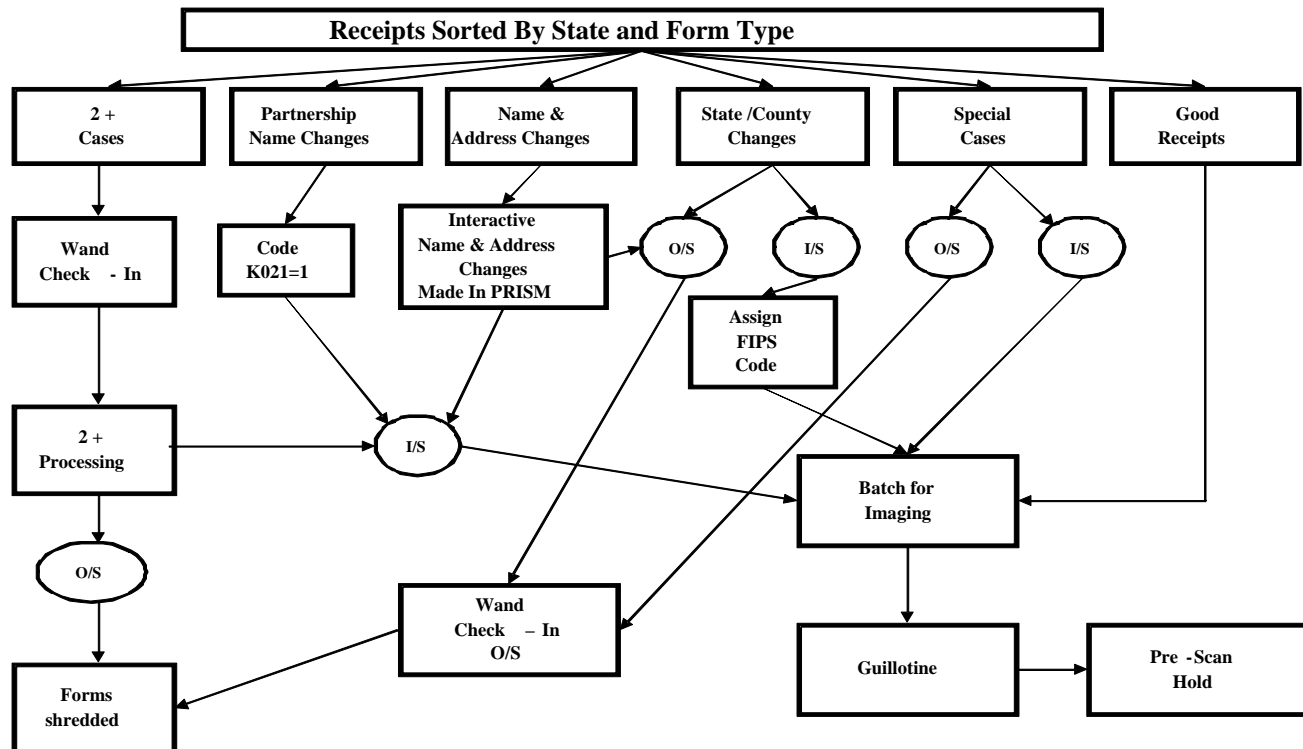 Receipts Sorted By State and Form Type
2 +
Cases
Partnership
Name Changes
Name &
Address Changes
State /County
Changes
Special
Cases
Good
Receipts
Wand
Check - In
Code
K021=1
Interactive
Name & Address
Changes
Made In PRISM
O/S
I/S
O/S
I/S
Assign
FIPS
Code
2 +
Processing
I/S
Batch for
Imaging
O/S
Wand
Check – In
O/S
Guillotine
Pre -Scan
Hold
Forms
shredded